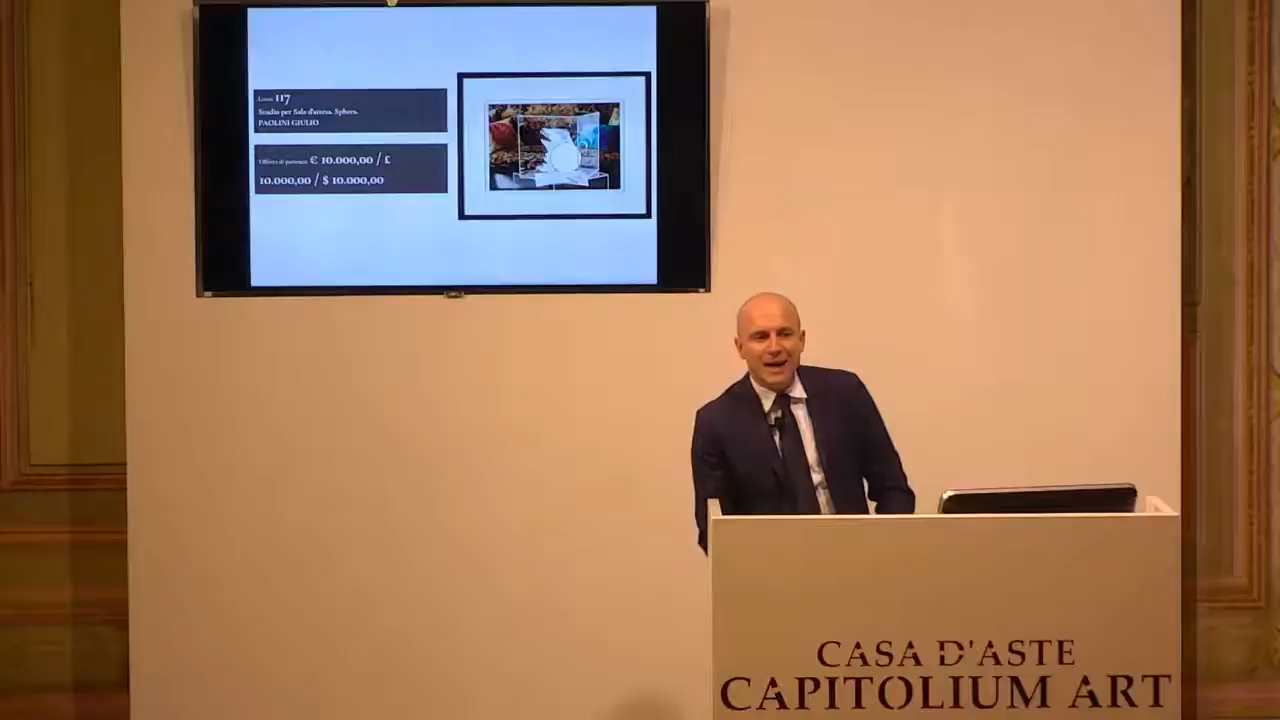 Lotto 117
Studio per Sala d'attesa. Sphera.
PAOLINI GIULIO
Offerta di partenza: € 10.000,00 / £
10.000,00 / $ 10.000,00
CASA D'ASTE
CAPITOLIUM ART